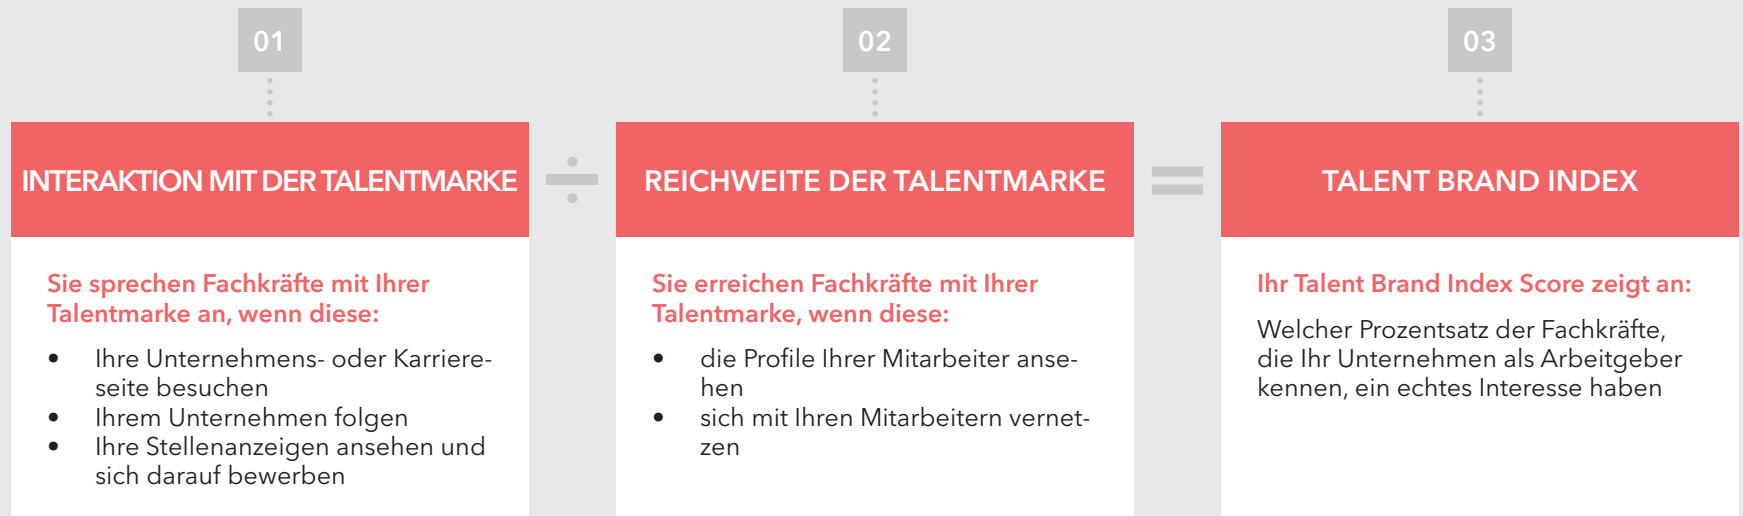 01
INTERAKTION MIT DER TALENTMARKE
Sie sprechen Fachkräfte mit Ihrer
Talentmarke an, wenn diese:
• Ihre Unternehmens- oder Karriere-
seite besuchen
• Ihrem Unternehmen folgen
• Ihre Stellenanzeigen ansehen und
sich darauf bewerben
÷
02
REICHWEITE DER TALENTMARKE
Sie erreichen Fachkräfte mit Ihrer
Talentmarke, wenn diese:
• die Profile Ihrer Mitarbeiter anse-
hen
• sich mit Ihren Mitarbeitern vernet-
zen
=
03
TALENT BRAND INDEX
Ihr Talent Brand Index Score zeigt an:
Welcher Prozentsatz der Fachkräfte,
die Ihr Unternehmen als Arbeitgeber
kennen, ein echtes Interesse haben